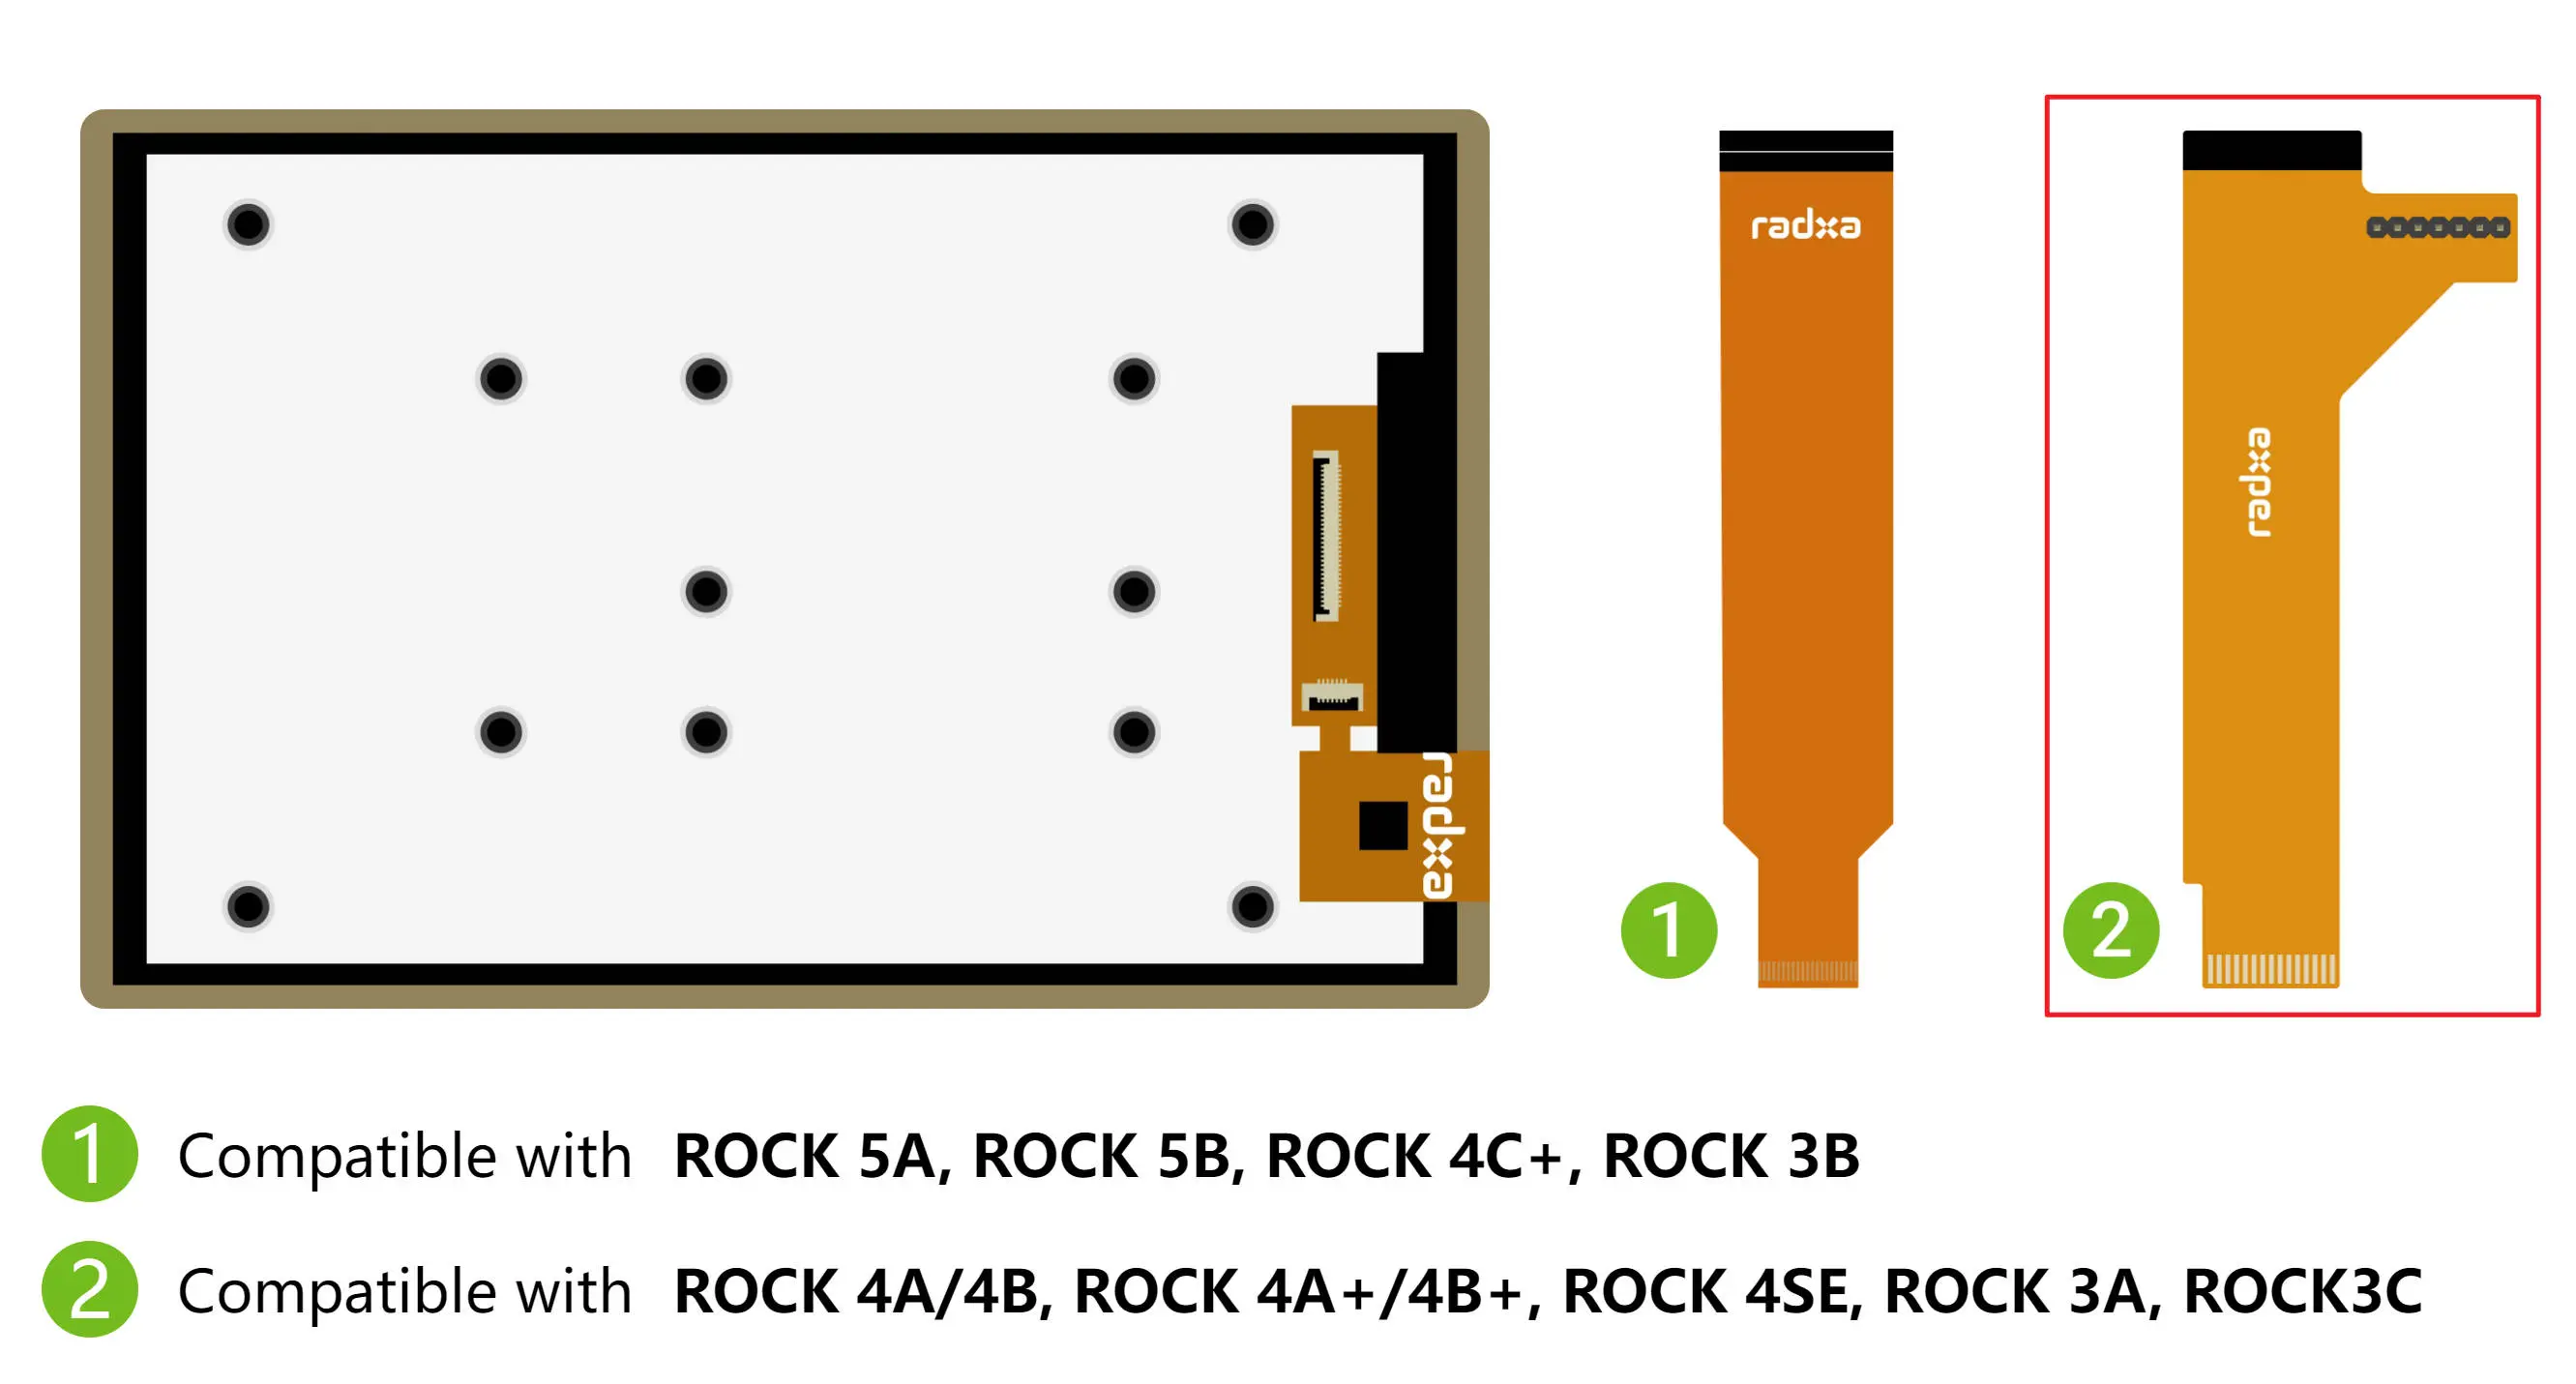 radxa
radxa
radxa
1
2
1 Compatible with ROCK 5A, ROCK 5B, ROCK 4C+, ROCK 3B
2 Compatible with ROCK 4A/4B, ROCK 4A+/4B+, ROCK 4SE, ROCK 3A, ROCK3C